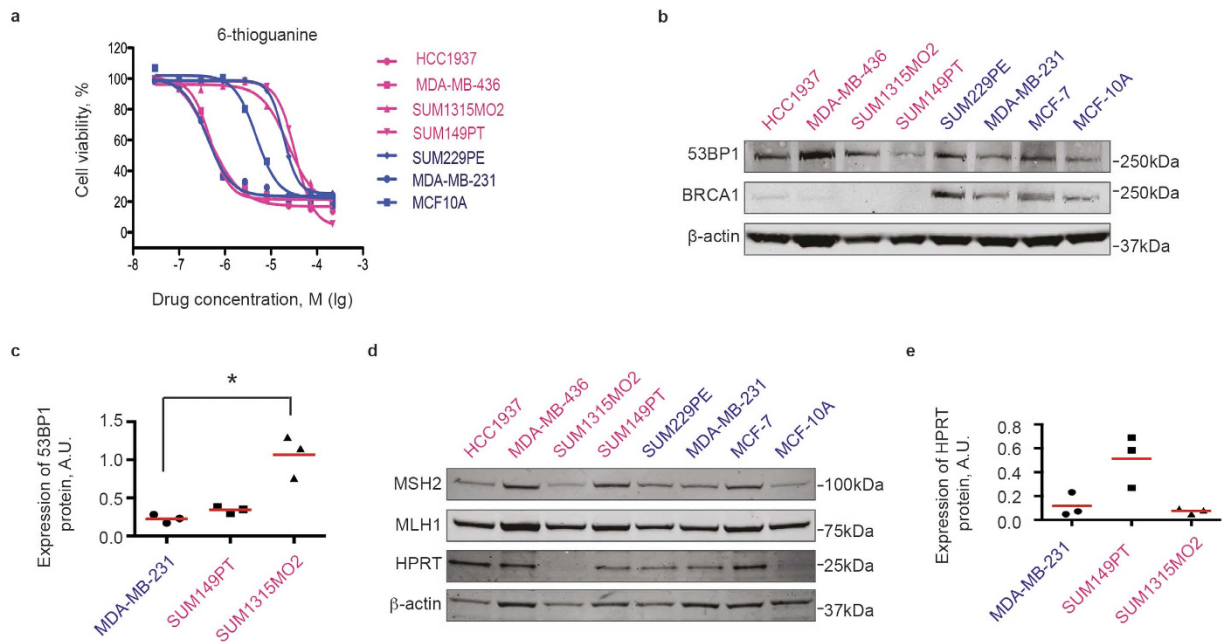 a
6-thioguanine
Cell viability, %
120
100
80
60
40
20
0
-8
-7
-6
-5
-4
-3
Drug concentration, M (lg)
HCC1937
MDA-MB-436
SUM1315MO2
SUM149PT
SUM229PE
MDA-MB-231
MCF10A
b
HCC1937
MDA-MB-436
SUM1315MO2
SUM149PT
SUM229PE
MDA-MB-231
MCF-7
MCF-10A
53BP1
-250kDa
BRCA1
-250kDa
β-actin
-37kDa
c
Expression of 53BP1
protein, A.U.
1.5
1.0
0.5
0.0
*
MDA-MB-231
SUM149PT
SUM1315MO2
d
HCC1937
MDA-MB-436
SUM1315MO2
SUM149PT
SUM229PE
MDA-MB-231
MCF-7
MCF-10A
MSH2
-100kDa
MLH1
-75kDa
HPRT
-25kDa
β-actin
-37kDa
e
Expression of HPRT
protein, A.U.
0.8
0.6
0.4
0.2
0.0
MDA-MB-231
SUM149PT
SUM1315MO2